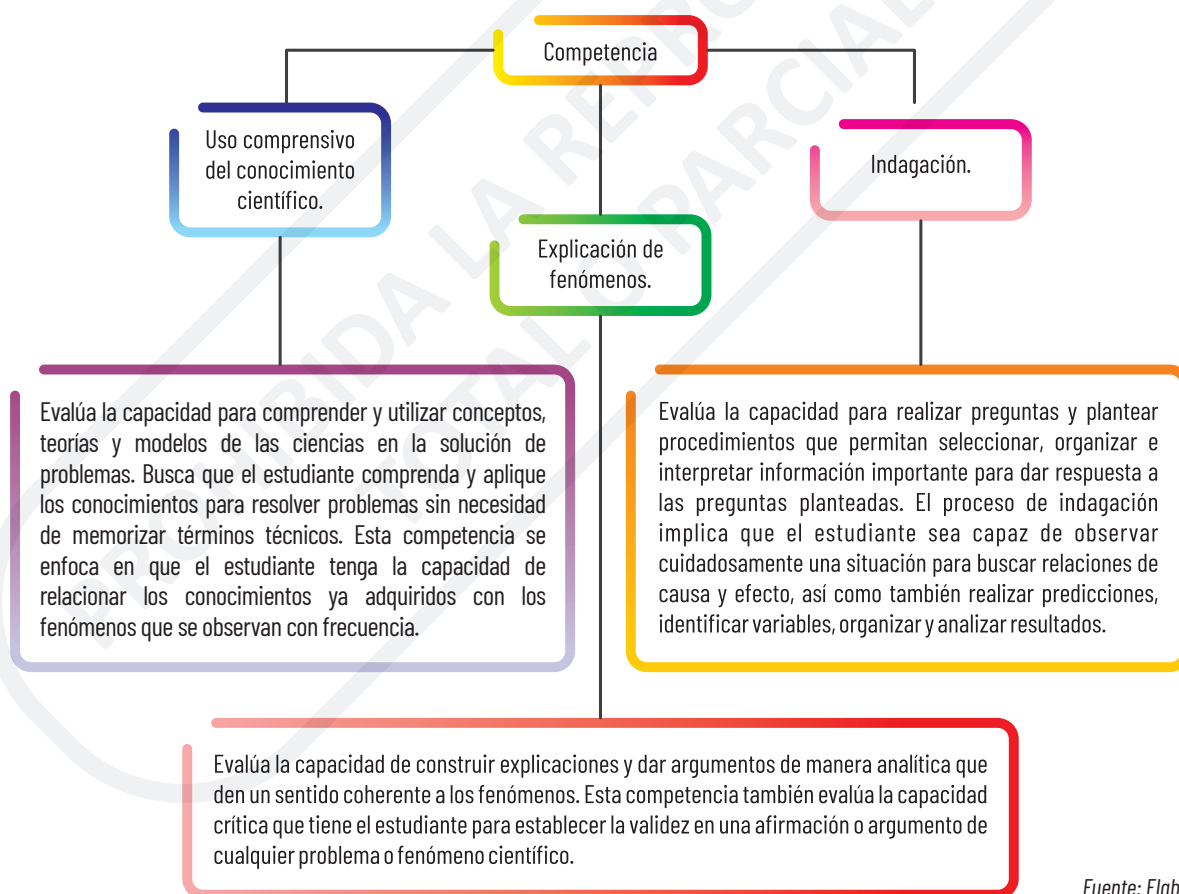 Competencia
Uso comprensivo
del conocimiento
científico.
Indagación.
Explicación de
fenómenos.
Evalúa la capacidad para comprender y utilizar conceptos,
teorías y modelos de las ciencias en la solución de
problemas. Busca que el estudiante comprenda y aplique
los conocimientos para resolver problemas sin necesidad
de memorizar términos técnicos. Esta competencia se
enfoca en que el estudiante tenga la capacidad de
relacionar los conocimientos ya adquiridos con los
fenómenos que se observan con frecuencia.
Evalúa la capacidad para realizar preguntas y plantear
procedimientos que permitan seleccionar, organizar e
interpretar información importante para dar respuesta a
las preguntas planteadas. El proceso de indagación
implica que el estudiante sea capaz de observar
cuidadosamente una situación para buscar relaciones de
causa y efecto, así como también realizar predicciones,
identificar variables, organizar y analizar resultados.
Evalúa la capacidad de construir explicaciones y dar argumentos de manera analítica que
den un sentido coherente a los fenómenos. Esta competencia también evalúa la capacidad
crítica que tiene el estudiante para establecer la validez en una afirmación o argumento de
cualquier problema o fenómeno científico.
Fuente: Elab
PROHIBIDA LA REPRO
TOTAL O PARCIAL